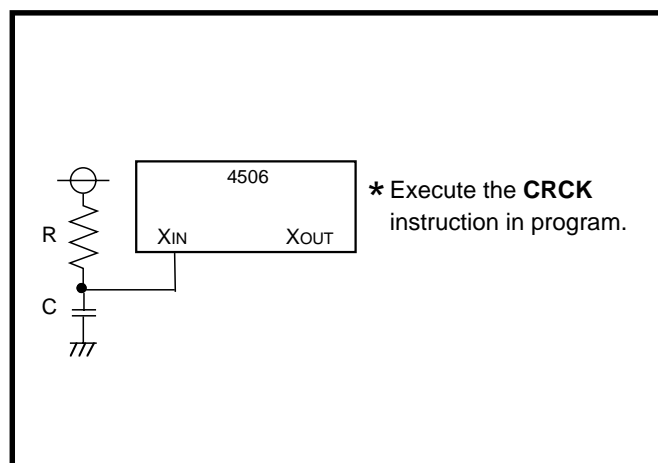 4506
* Execute the CRCK
instruction in program.
R
XIN XOUT
C